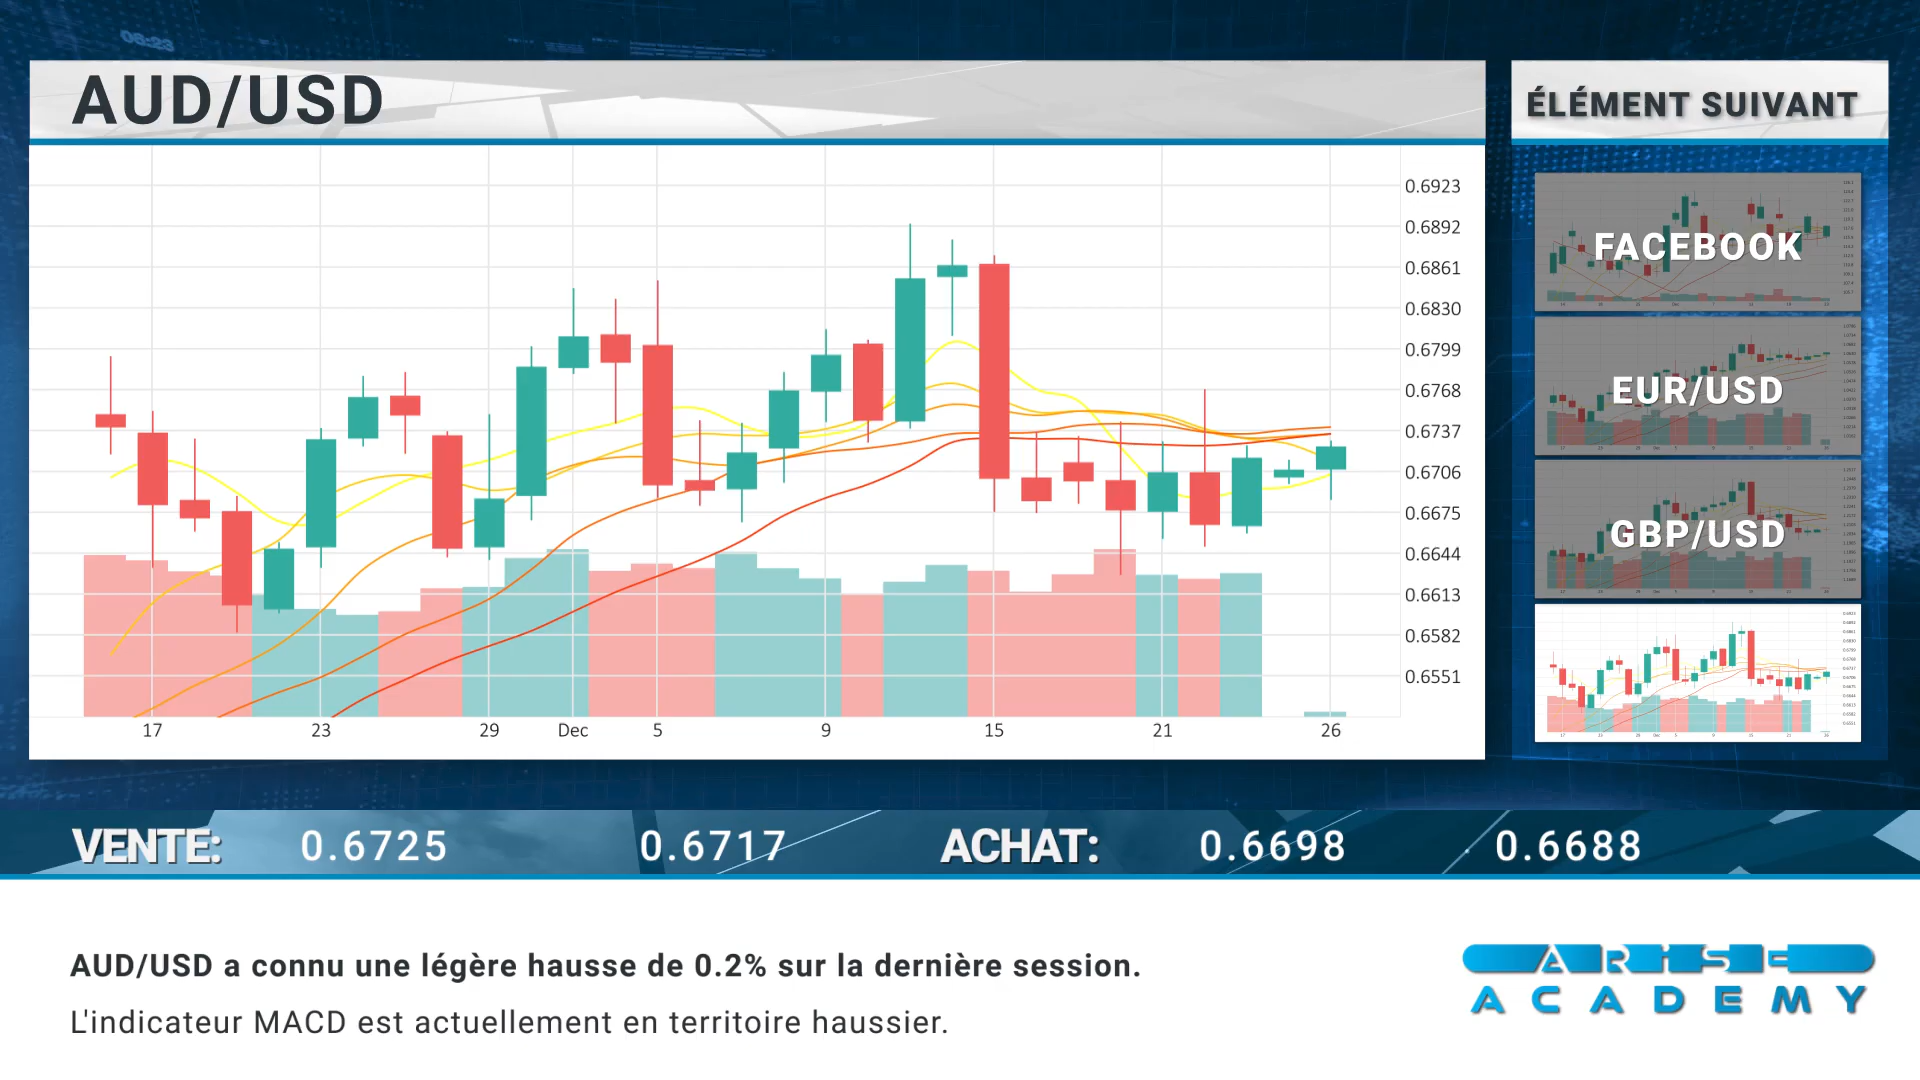 06:23
AUD/USD
ÉLÉMENT SUIVANT
0.6923
0.6892
0.6861
0.6830
0.6799
0.6768
0.6737
0.6706
0.6675
0.6644
0.6613
0.6582
0.6551
17 23 29 Dec 5 9 15 21 26
FACEBOOK
EUR/USD
GBP/USD
VENTE: 0.6725 0.6717 ACHAT: 0.6698 0.6688
AUD/USD a connu une légère hausse de 0.2% sur la dernière session.
L'indicateur MACD est actuellement en territoire haussier.
ARISE
ACADEMY